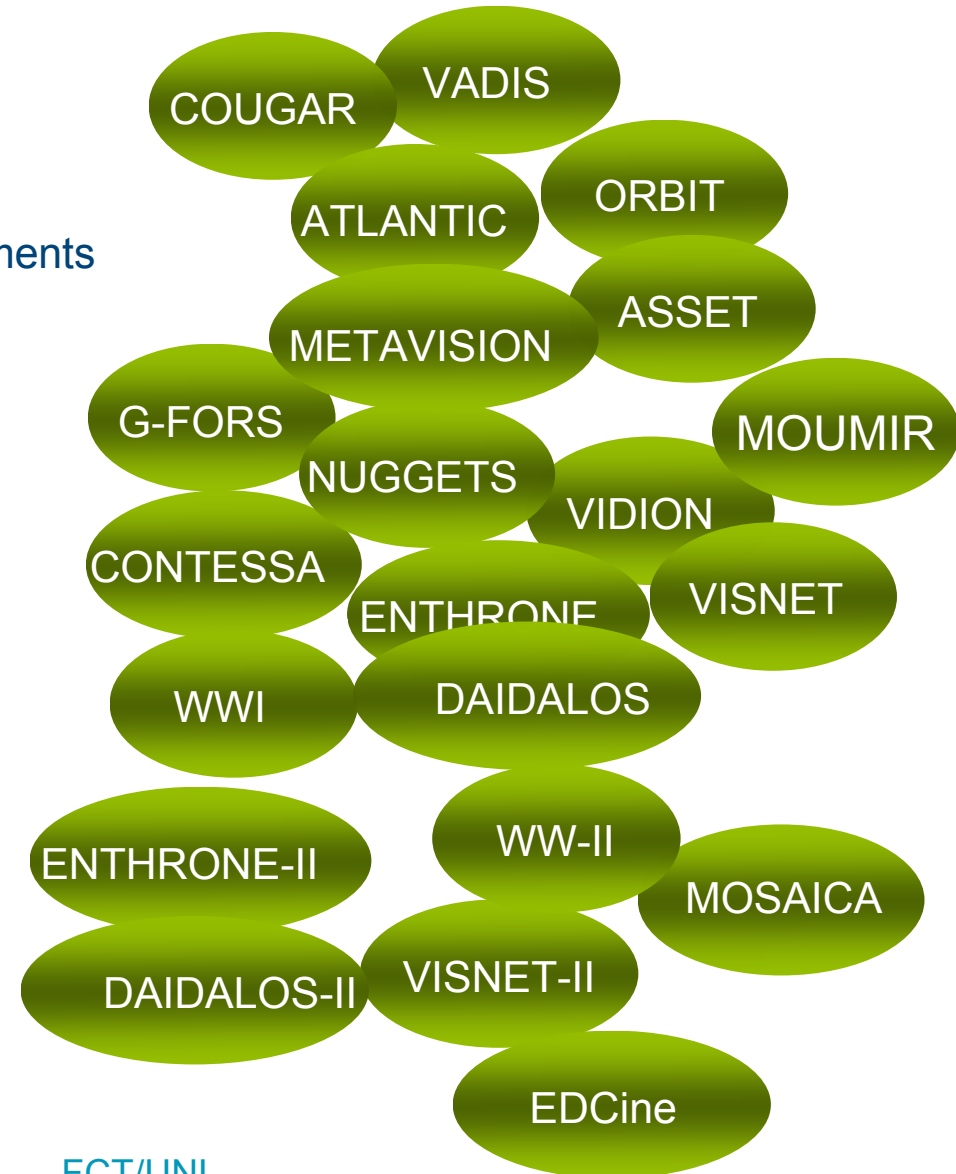 VADIS
COUGAR
ORBIT
ATLANTIC
ASSET
METAVISION
G-FORS
MOUMIR
NUGGETS
VIDION
CONTESSA
VISNET
ENTHRONE
DAIDALOS
WWI
WW-II
ENTHRONE-II
MOSAICA
VISNET-II
DAIDALOS-II
EDCine